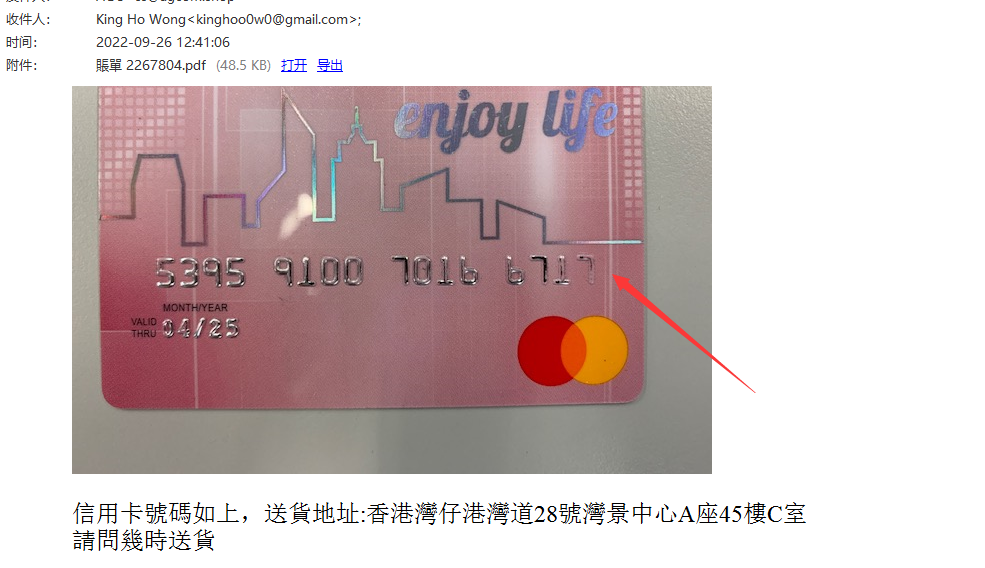 收件人： King Ho Wong<kinghoo0w0@gmail.com>;
时间： 2022-09-26 12:41:06
附件： 賬單 2267804.pdf (48.5 KB) 打开 导出
enjoy life
5395 9100 7016 6717
MONTH/YEAR
VALID THRU 04/25
信用卡號碼如上，送貨地址:香港灣仔港灣道28號灣景中心A座45樓C室
請問幾時送貨